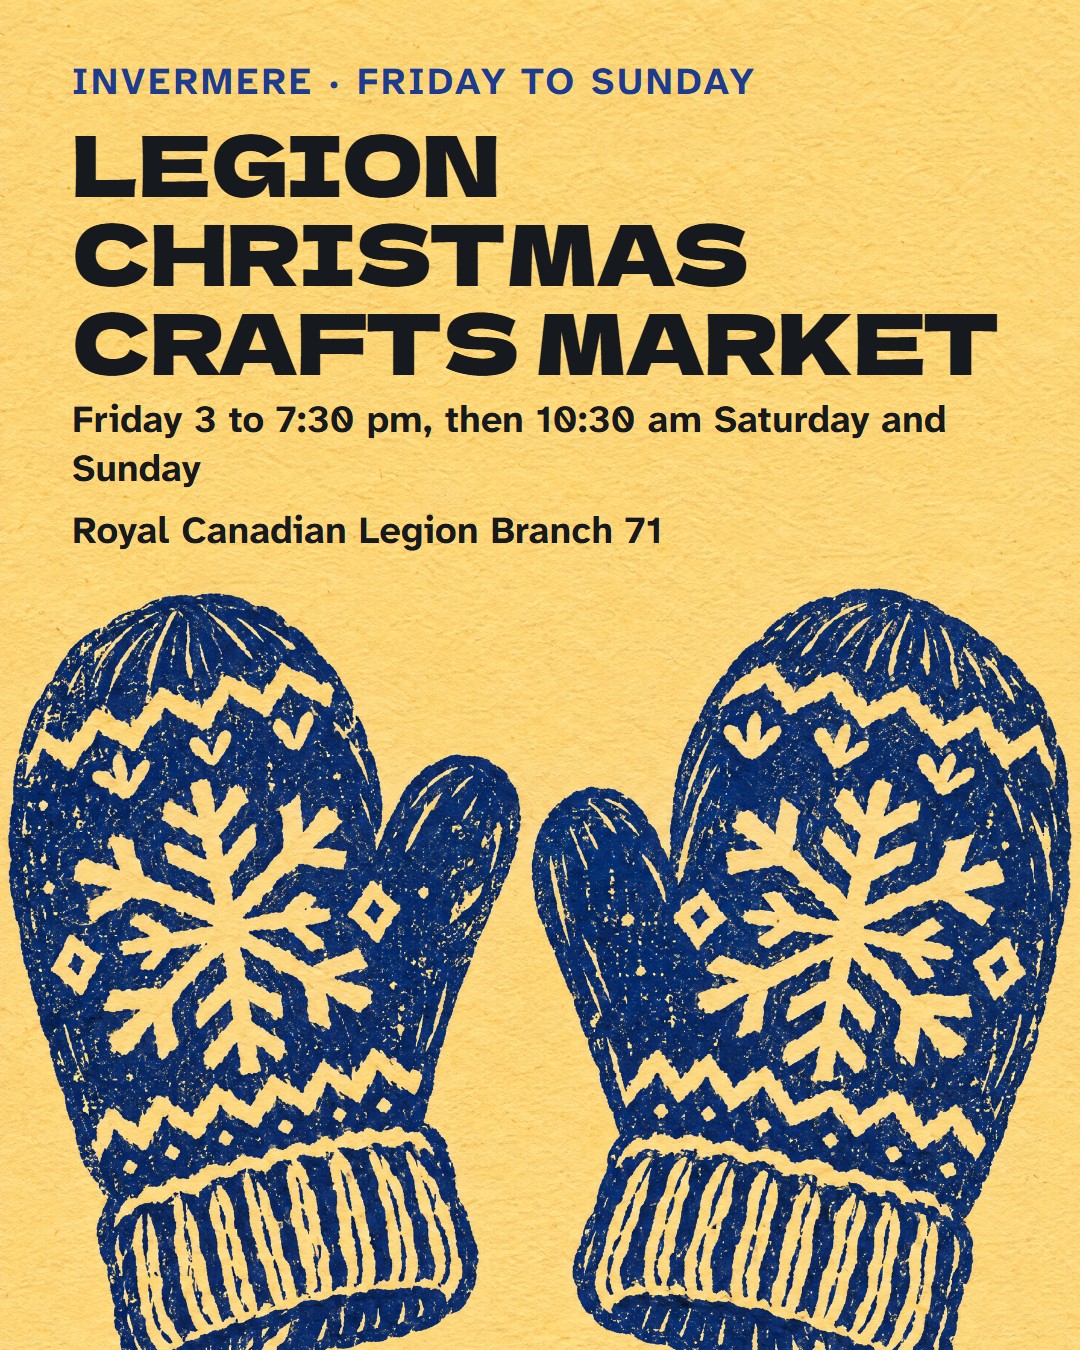 INVERMERE · FRIDAY TO SUNDAY
LEGION
CHRISTMAS
CRAFTS MARKET
Friday 3 to 7:30 pm, then 10:30 am Saturday and
Sunday
Royal Canadian Legion Branch 71